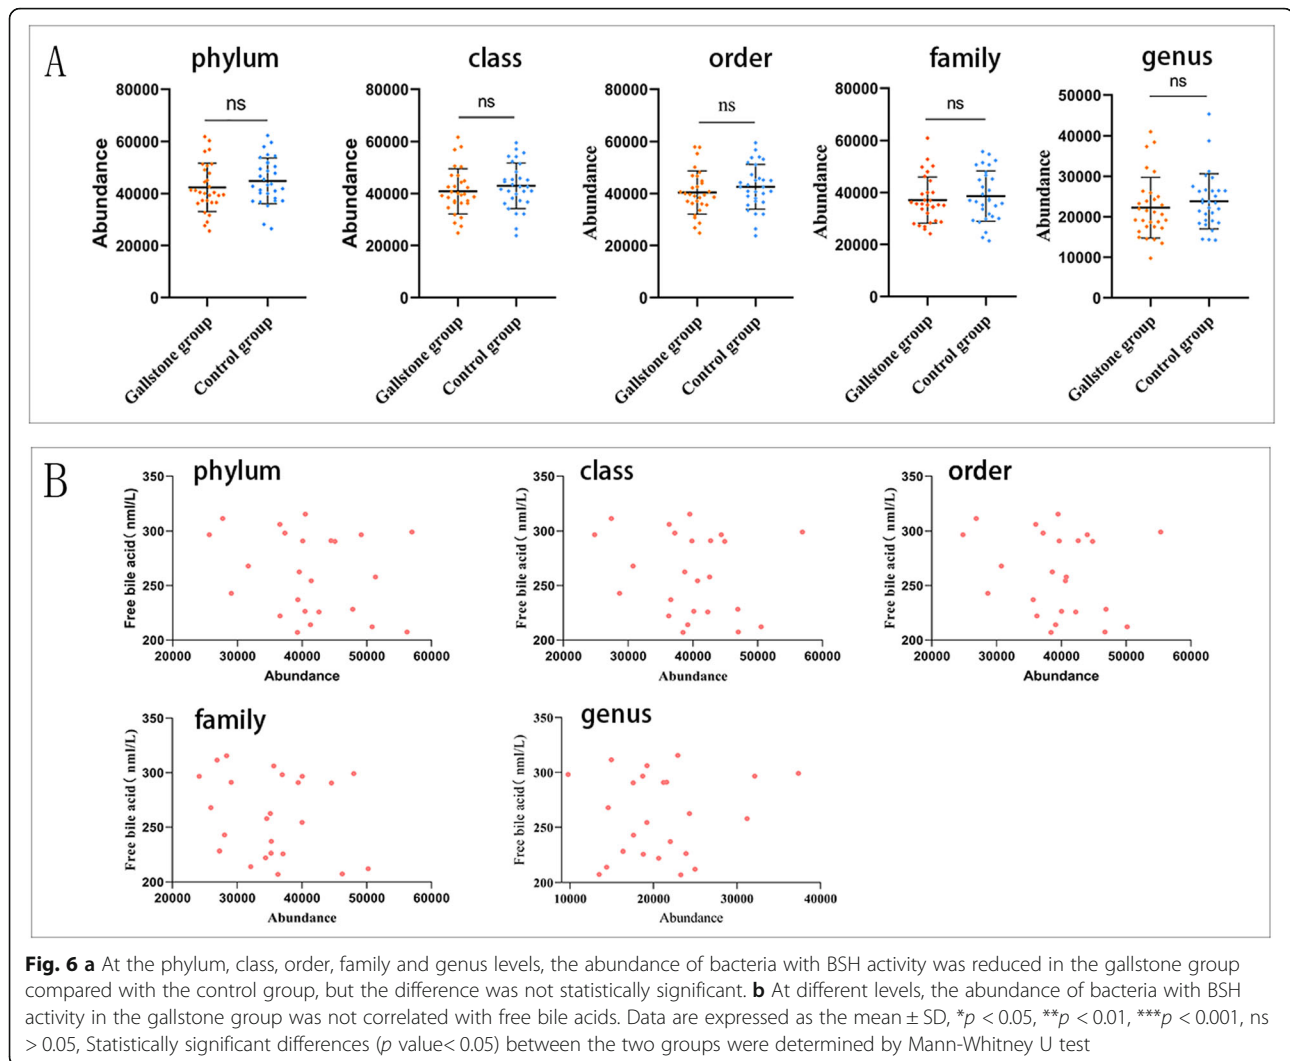 A
phylum
class
order
family
genus
ns
ns
ns
ns
ns
Abundance
80000
60000
40000
20000
0
Gallstone group
Control group
Abundance
80000
60000
40000
20000
0
Gallstone group
Control group
Abundance
80000
60000
40000
20000
0
Gallstone group
Control group
Abundance
80000
60000
40000
20000
0
Gallstone group
Control group
Abundance
50000
40000
30000
20000
10000
0
Gallstone group
Control group
B
phylum
Free bile acid( nml/L)
350
300
250
200
20000 30000 40000 50000 60000
Abundance
class
Free bile acid( nml/L)
350
300
250
200
20000 30000 40000 50000 60000
Abundance
order
Free bile acid( nml/L)
350
300
250
200
20000 30000 40000 50000 60000
Abundance
family
Free bile acid( nml/L)
350
300
250
200
20000 30000 40000 50000 60000
Abundance
genus
Free bile acid( nml/L)
350
300
250
200
10000 20000 30000 40000
Abundance
Fig. 6 a At the phylum, class, order, family and genus levels, the abundance of bacteria with BSH activity was reduced in the gallstone group
compared with the control group, but the difference was not statistically significant. b At different levels, the abundance of bacteria with BSH
activity in the gallstone group was not correlated with free bile acids. Data are expressed as the mean ± SD, *p < 0.05, **p < 0.01, ***p < 0.001, ns
> 0.05, Statistically significant differences (p value< 0.05) between the two groups were determined by Mann-Whitney U test